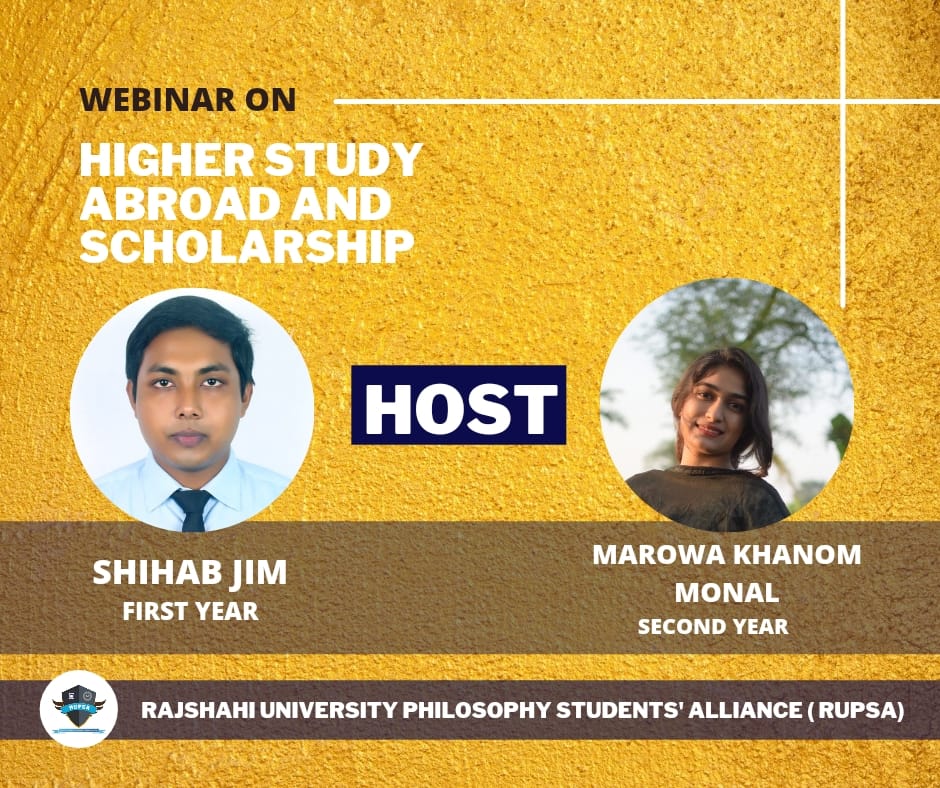 WEBINAR ON
HIGHER STUDY
ABROAD AND
SCHOLARSHIP
HOST
SHIHAB JIM
FIRST YEAR
MAROWA KHANOM
MONAL
SECOND YEAR
RAJSHAHI UNIVERSITY PHILOSOPHY STUDENTS' ALLIANCE ( RUPSA)